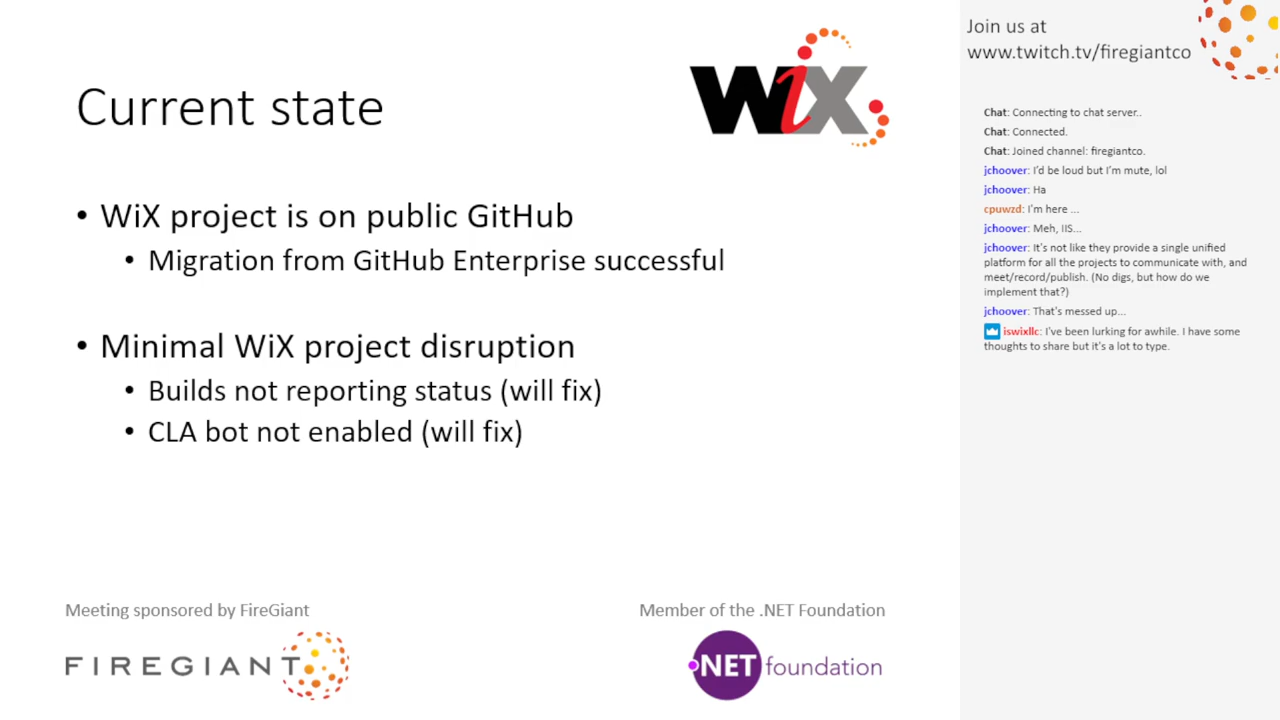 Current state
WiX
• WiX project is on public GitHub
• Migration from GitHub Enterprise successful
• Minimal WiX project disruption
• Builds not reporting status (will fix)
• CLA bot not enabled (will fix)
Meeting sponsored by FireGiant
FIREGIANT
Member of the .NET Foundation
.NET foundation
Join us at
www.twitch.tv/firegiantco
Chat: Connecting to chat server..
Chat: Connected.
Chat: Joined channel: firegiantco.
jchoover: I'd be loud but I'm mute, lol
jchoover: Ha
cpuwzd: I'm here ...
jchoover: Meh, IIS...
jchoover: It's not like they provide a single unified
platform for all the projects to communicate with, and
meet/record/publish. (No digs, but how do we
implement that?)
jchoover: That's messed up...
iswixllc: I've been lurking for awhile. I have some
thoughts to share but it's a lot to type.